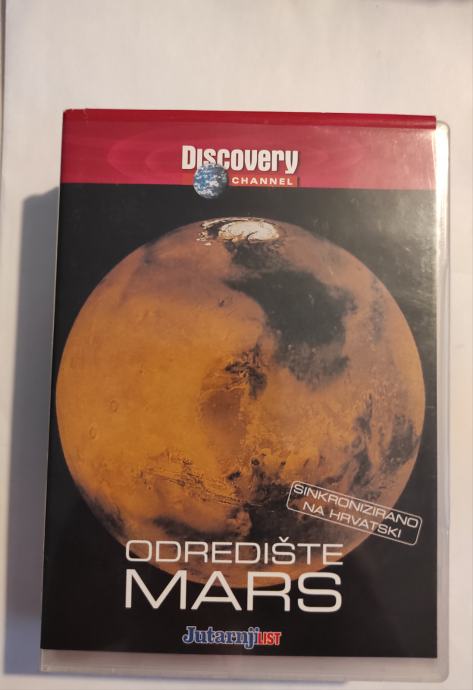 Discovery
CHANNEL
SINKRONIZIRANO
NA HRVATSKI
ODREDIŠTE
MARS
Jutarnji LIST